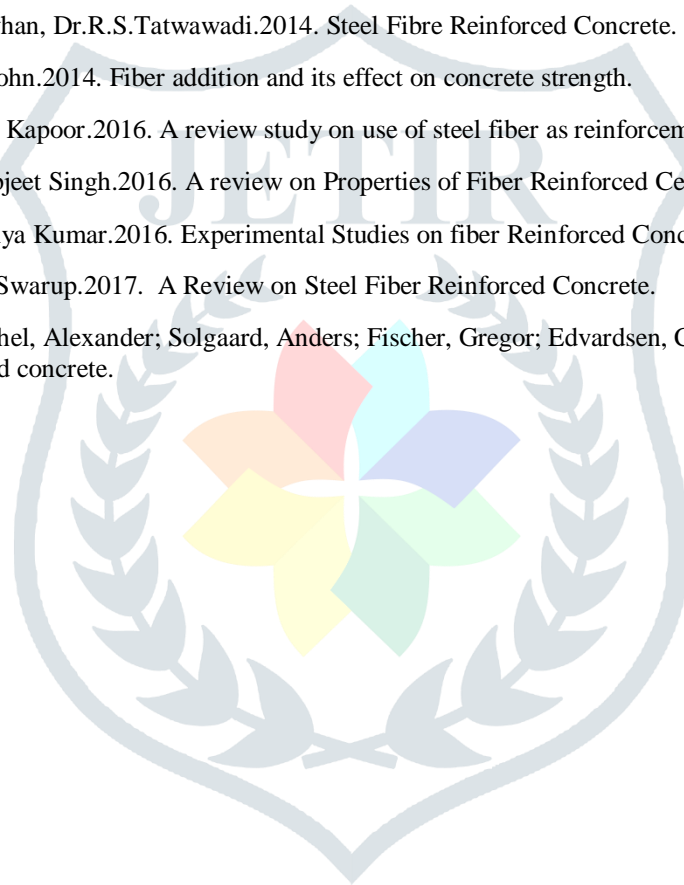 han, Dr.R.S.Tatwawadi.2014. Steel Fibre Reinforced Concrete.
ohn.2014. Fiber addition and its effect on concrete strength.
Kapoor.2016. A review study on use of steel fiber as reinforcem
jeet Singh.2016. A review on Properties of Fiber Reinforced Ce
ya Kumar.2016. Experimental Studies on fiber Reinforced Conc
Swarup.2017. A Review on Steel Fiber Reinforced Concrete.
hel, Alexander; Solgaard, Anders; Fischer, Gregor; Edvardsen, C
d concrete.
JETIR